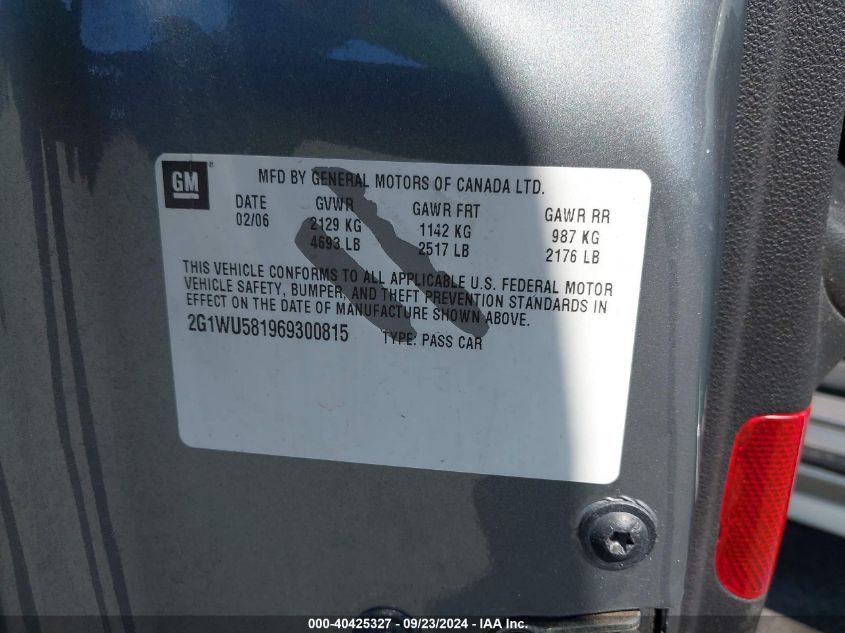 GM
MFD BY GENERAL MOTORS OF CANADA LTD.
DATE GVWR GAWR FRT GAWR RR
02/06 2129 KG 1142 KG 987 KG
4693 LB 2517 LB 2176 LB
THIS VEHICLE CONFORMS TO ALL APPLICABLE U.S. FEDERAL MOTOR
VEHICLE SAFETY, BUMPER, AND THEFT PREVENTION STANDARDS IN
EFFECT ON THE DATE OF MANUFACTURE SHOWN ABOVE.
2G1WU581969300815 TYPE: PASS CAR
000-40425327 - 09/23/2024 - IAA Inc.